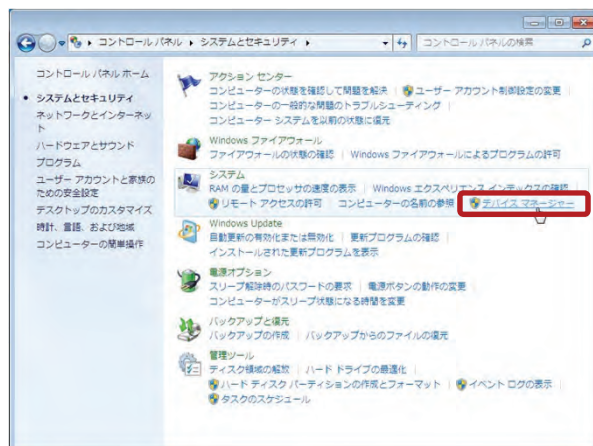 コントロール パネル ▸ システムとセキュリティ ▸
コントロール パネルの検索
コントロール パネル ホーム
システムとセキュリティ
ネットワークとインターネッ
ト
ハードウェアとサウンド
プログラム
ユーザー アカウントと家族の
ための安全設定
デスクトップのカスタマイズ
時計、言語、および地域
コンピューターの簡単操作
アクション センター
コンピューターの状態を確認して問題を解決 | ユーザー アカウント制御設定の変更 |
コンピューターの一般的な問題のトラブルシューティング |
コンピューター システムを以前の状態に復元
Windows ファイアウォール
ファイアウォールの状態の確認 | Windows ファイアウォールによるプログラムの許可
システム
RAM の量とプロセッサの速度の表示 | Windows エクスペリエンス インデックスの確認
リモート アクセスの許可 | コンピューターの名前の参照 | デバイス マネージャー
Windows Update
自動更新の有効化または無効化 | 更新プログラムの確認 |
インストールされた更新プログラムを表示
電源オプション
スリープ解除時のパスワードの要求 | 電源ボタンの動作の変更 |
コンピューターがスリープ状態になる時間を変更
バックアップと復元
バックアップの作成 | バックアップからのファイルの復元
管理ツール
ディスク領域の解放 | ハード ドライブの最適化 |
ハード ディスク パーティションの作成とフォーマット | イベント ログの表示 |
タスクのスケジュール